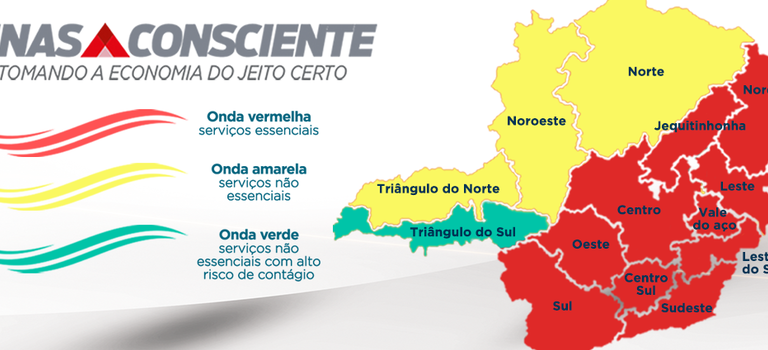 NAS CONSCIENTE
TOMANDO A ECONOMIA DO JEITO CERTO
Onda vermelha
serviços essenciais
Onda amarela
serviços não
essenciais
Onda verde
serviços não
essenciais com alto
risco de contágio
Norte
Nor
Noroeste
Jequitinhonha
Triângulo do Norte
Leste
Centro
Vale
do aço
Triângulo do Sul
Oeste
Lest
do S
Centro
Sul
Sul
Sudeste